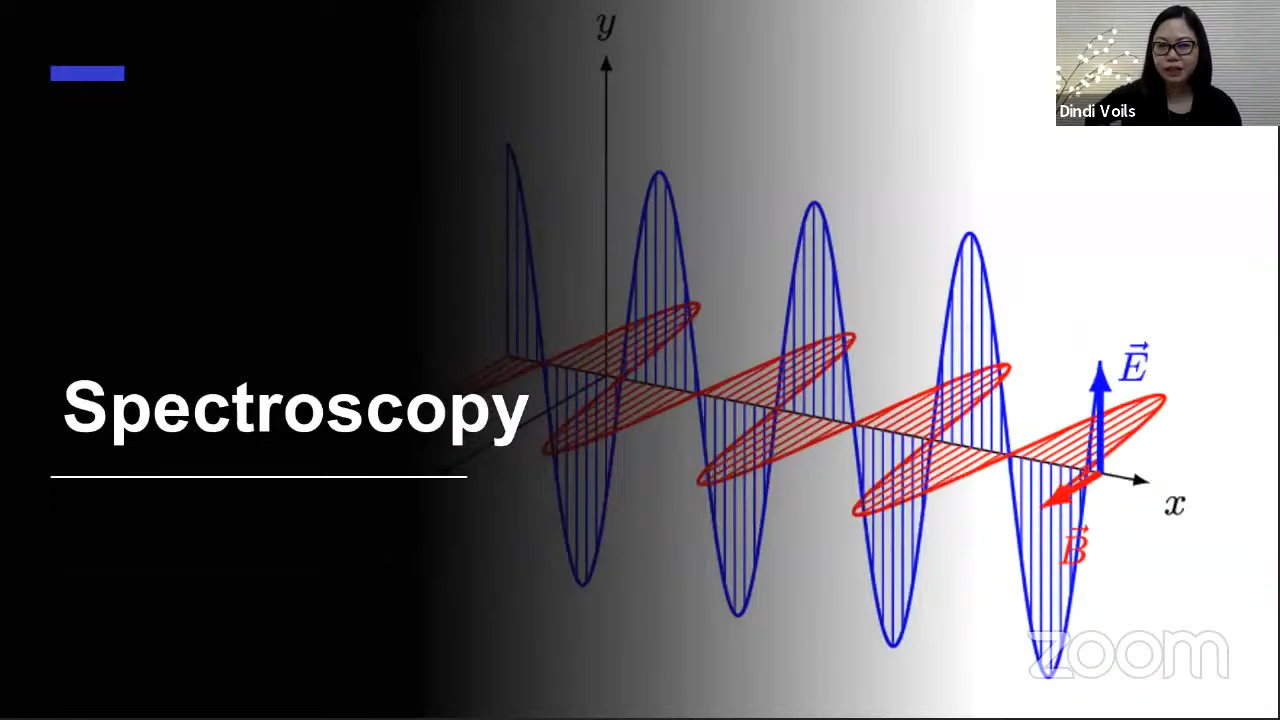 y
Dindi Voils
Spectroscopy
E⃗
x
B⃗
zoom